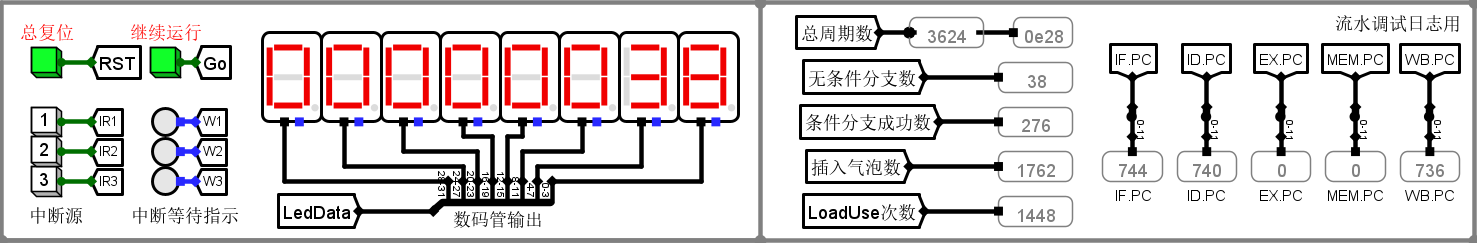 总复位
继续运行
RST
Go
1
IR1
W1
2
IR2
W2
3
IR3
W3
中断源
中断等待指示
00000038
28-31
24-27
20-23
16-19
12-15
8-11
4-7
0-3
LedData
数码管输出
总周期数
3624
0e28
无条件分支数
38
条件分支成功数
276
插入气泡数
1762
LoadUse次数
1448
流水调试日志用
IF.PC
ID.PC
EX.PC
MEM.PC
WB.PC
0-11
0-11
0-11
0-11
0-11
744
740
0
0
736
IF.PC
ID.PC
EX.PC
MEM.PC
WB.PC